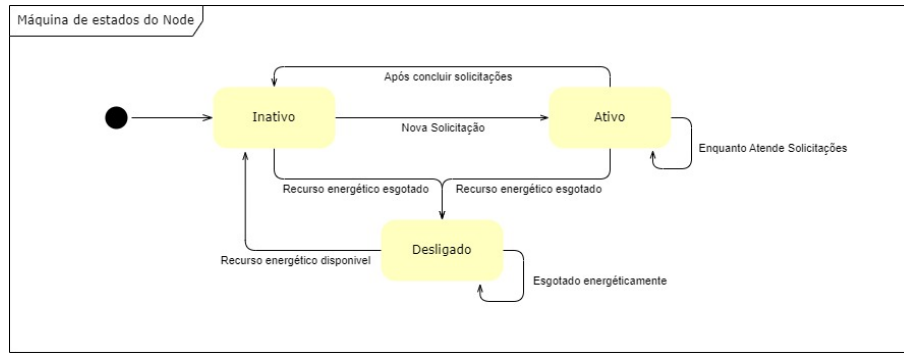 Máquina de estados do Node
Após concluir solicitações
Inativo
Ativo
Nova Solicitação
Enquanto Atende Solicitações
Recurso energético esgotado
Recurso energético esgotado
Desligado
Recurso energético disponivel
Esgotado energéticamente